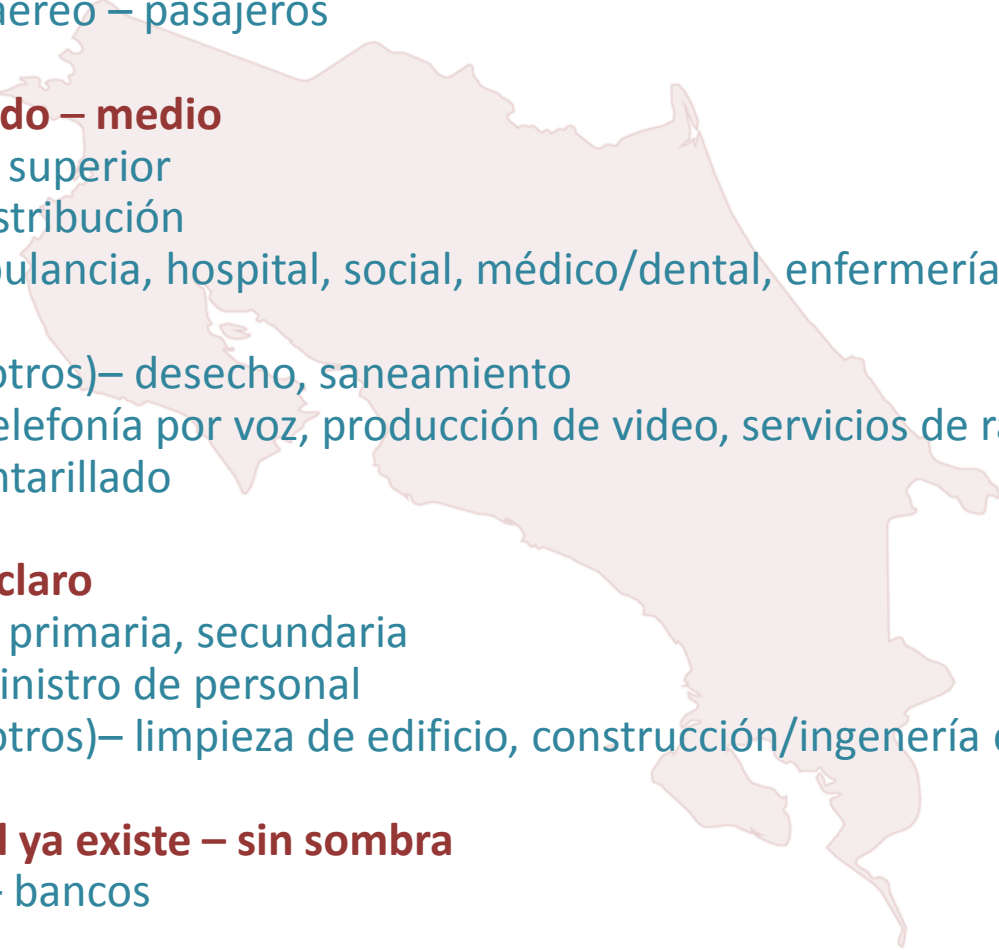 aéreo – pasajeros
do – medio
superior
stribución
bulancia, hospital, social, médico/dental, enfermería
otros)– desecho, saneamiento
elefonía por voz, producción de video, servicios de ra
ntarillado
claro
primaria, secundaria
inistro de personal
otros)– limpieza de edificio, construcción/ingenería c
l ya existe – sin sombra
– bancos